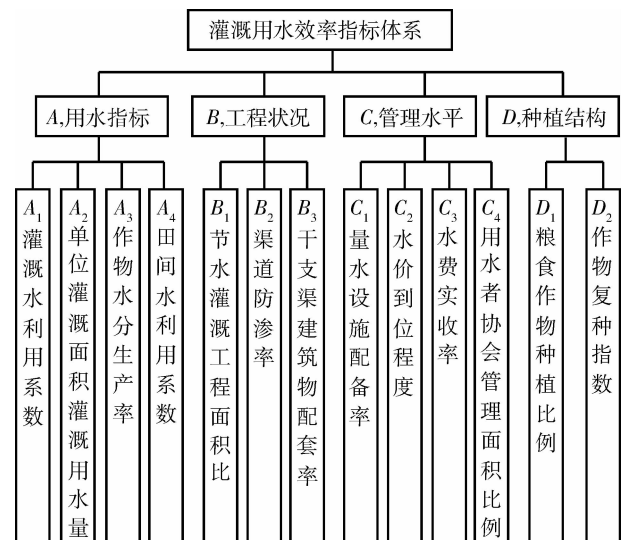 灌溉用水效率指标体系
A,用水指标
B,工程状况
C,管理水平
D,种植结构
A₁灌溉水利用系数
A₂单位灌溉面积灌溉用水量
A₃作物水分生产率
A₄田间水利用系数
B₁节水灌溉工程面积比
B₂渠道防渗率
B₃干支渠建筑物配套率
C₁量水设施配备率
C₂水价到位程度
C₃水费实收率
C₄用水者协会管理面积比例
D₁粮食作物种植比例
D₂作物复种指数